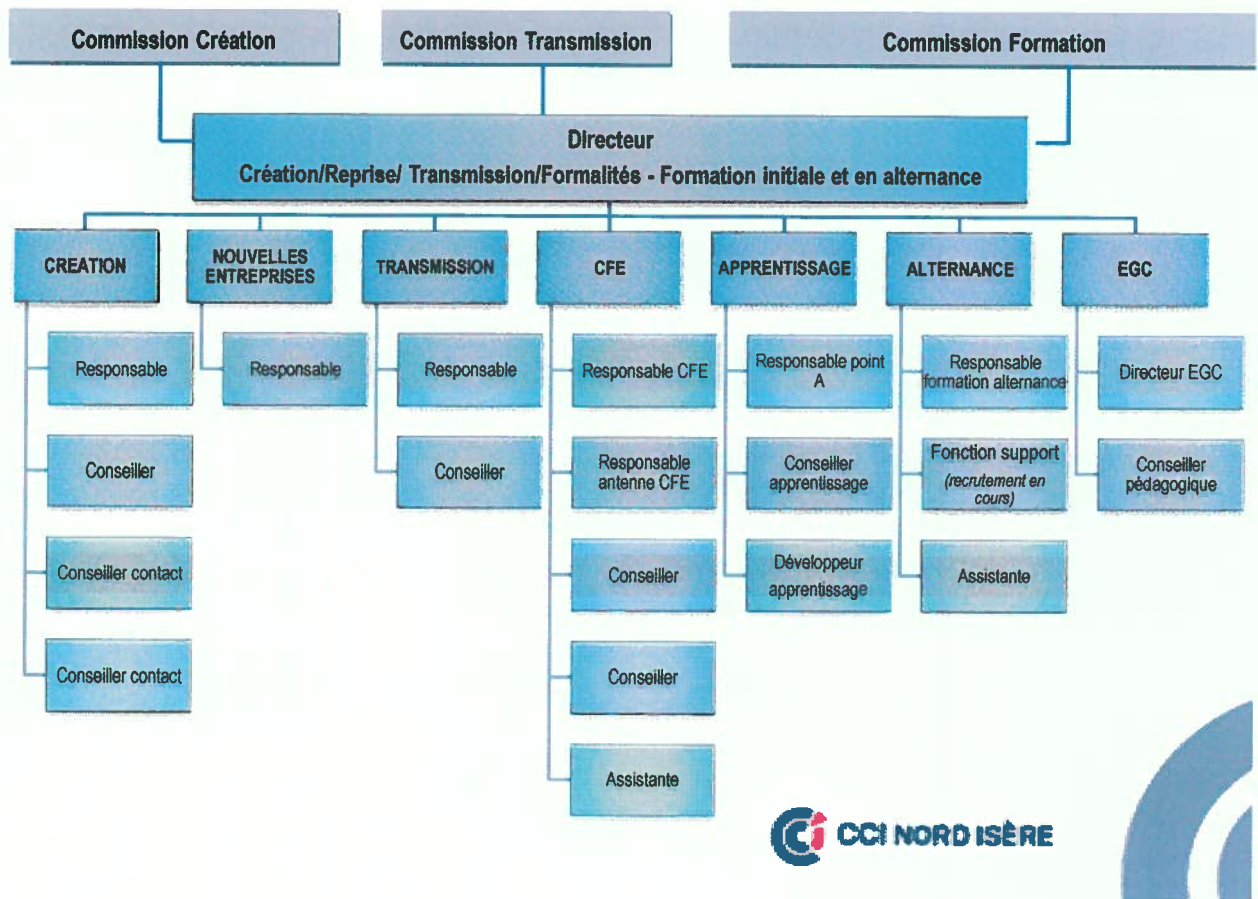 Commission Création
Commission Transmission
Commission Formation
Directeur
Création/Reprise/ Transmission/Formalités - Formation initiale et en alternance
CREATION
Responsable
Conseiller
Conseiller contact
Conseiller contact
NOUVELLES
ENTREPRISES
Responsable
TRANSMISSION
Responsable
Conseiller
CFE
Responsable CFE
Responsable
antenne CFE
Conseiller
Conseiller
Assistante
APPRENTISSAGE
Responsable point
A
Conseiller
apprentissage
Développeur
apprentissage
ALTERNANCE
Responsable
formation alternance
Fonction support
(recrutement en
cours)
Assistante
EGC
Directeur EGC
Conseiller
pédagogique
CCI NORD ISÈRE